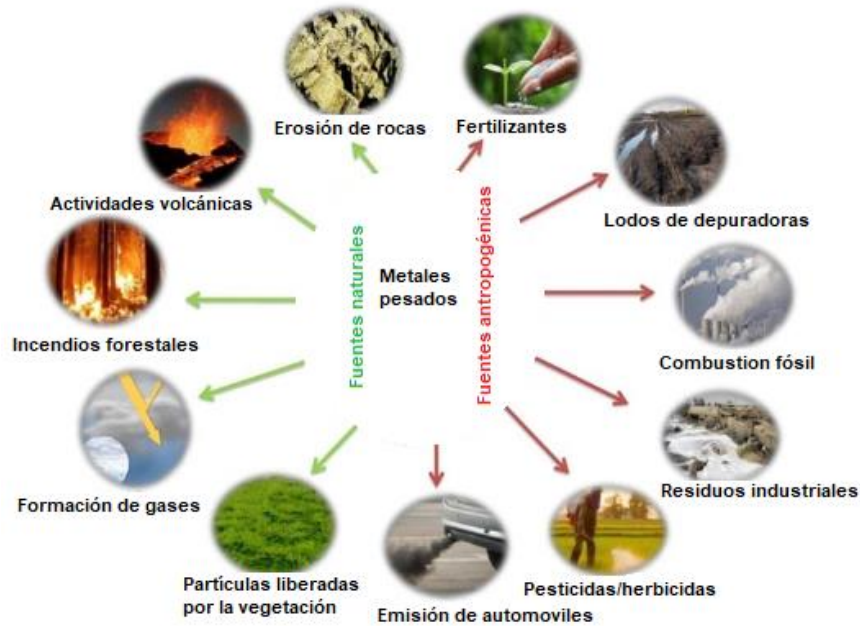 Erosión de rocas
Fertilizantes
Actividades volcánicas
Lodos de depuradoras
Fuentes naturales
Metales
pesados
Fuentes antropogénicas
Incendios forestales
Combustion fósil
Formación de gases
Residuos industriales
Partículas liberadas
por la vegetación
Emisión de automoviles
Pesticidas/herbicidas